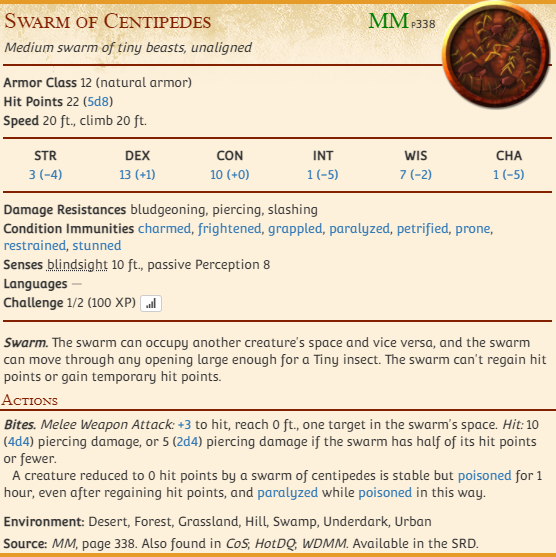 Swarm of Centipedes
MM P338
Medium swarm of tiny beasts, unaligned
Armor Class 12 (natural armor)
Hit Points 22 (5d8)
Speed 20 ft., climb 20 ft.
STR DEX CON INT WIS CHA
3 (−4) 13 (+1) 10 (+0) 1 (−5) 7 (−2) 1 (−5)
Damage Resistances bludgeoning, piercing, slashing
Condition Immunities charmed, frightened, grappled, paralyzed, petrified, prone,
restrained, stunned
Senses blindsight 10 ft., passive Perception 8
Languages —
Challenge 1/2 (100 XP)
Swarm. The swarm can occupy another creature's space and vice versa, and the swarm
can move through any opening large enough for a Tiny insect. The swarm can't regain hit
points or gain temporary hit points.
Actions
Bites. Melee Weapon Attack: +3 to hit, reach 0 ft., one target in the swarm's space. Hit: 10
(4d4) piercing damage, or 5 (2d4) piercing damage if the swarm has half of its hit points
or fewer.
A creature reduced to 0 hit points by a swarm of centipedes is stable but poisoned for 1
hour, even after regaining hit points, and paralyzed while poisoned in this way.
Environment: Desert, Forest, Grassland, Hill, Swamp, Underdark, Urban
Source: MM, page 338. Also found in CoS; HotDQ; WDMM. Available in the SRD.